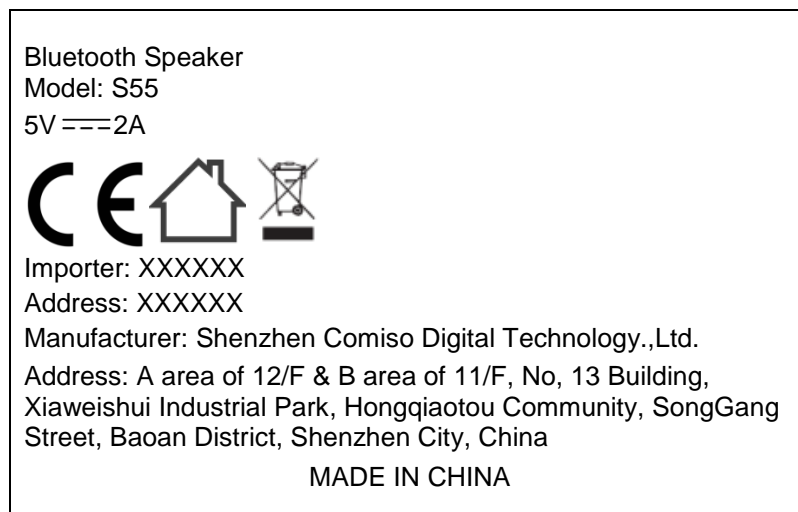 Bluetooth Speaker
Model: S55
5V⎓2A
CE
Importer: XXXXXX
Address: XXXXXX
Manufacturer: Shenzhen Comiso Digital Technology.,Ltd.
Address: A area of 12/F & B area of 11/F, No, 13 Building,
Xiaweishui Industrial Park, Hongqiaotou Community, SongGang
Street, Baoan District, Shenzhen City, China
MADE IN CHINA